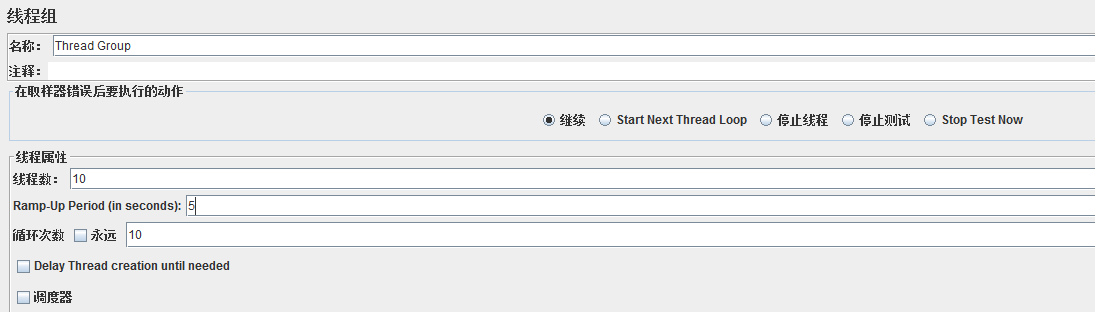 线程组
名称： Thread Group
注释：
在取样器错误后要执行的动作
继续 Start Next Thread Loop 停止线程 停止测试 Stop Test Now
线程属性
线程数： 10
Ramp-Up Period (in seconds): 5
循环次数 永远 10
Delay Thread creation until needed
调度器